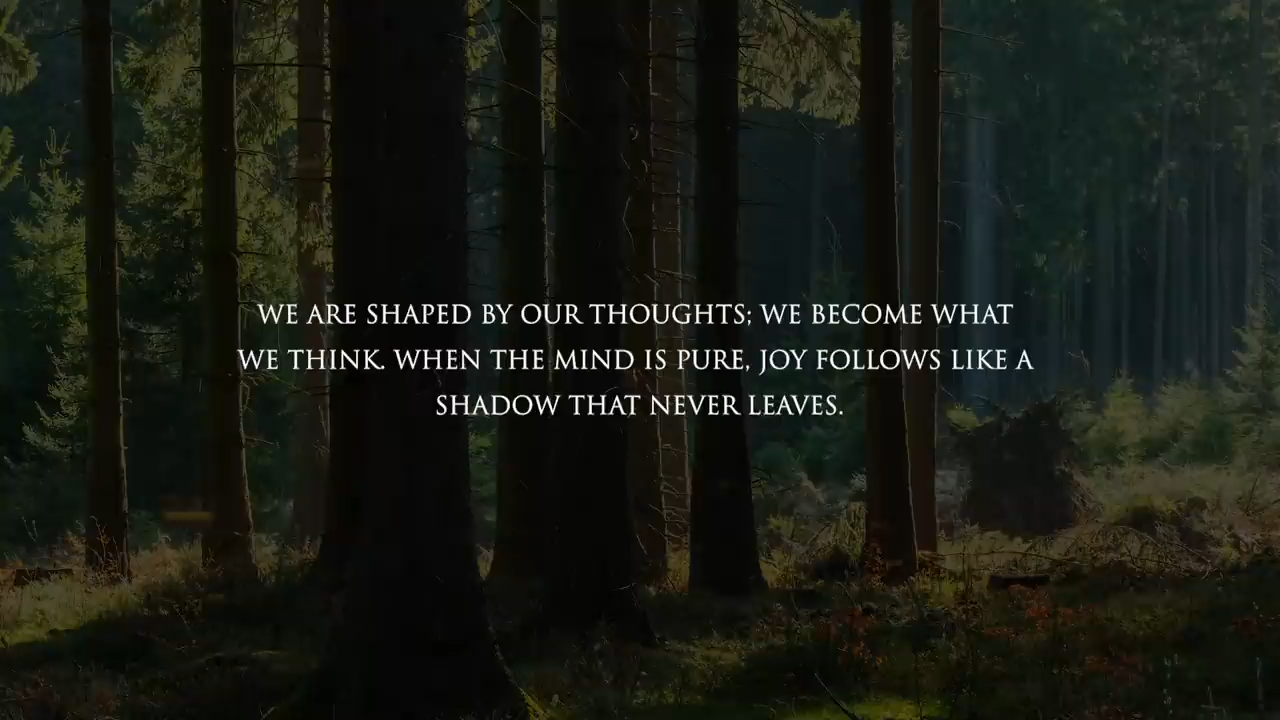 WE ARE SHAPED BY OUR THOUGHTS; WE BECOME WHAT
WE THINK. WHEN THE MIND IS PURE, JOY FOLLOWS LIKE A
SHADOW THAT NEVER LEAVES.